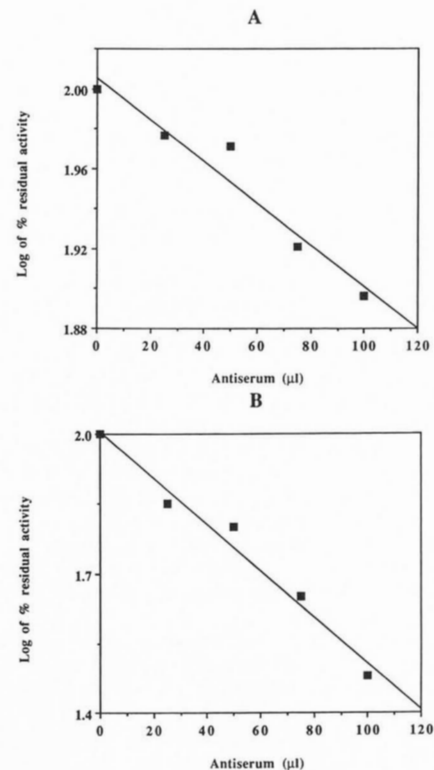 A
Log of % residual activity
2.00
1.96
1.92
1.88
0 20 40 60 80 100 120
Antiserum (µl)
B
Log of % residual activity
2.0
1.7
1.4
0 20 40 60 80 100 120
Antiserum (µl)